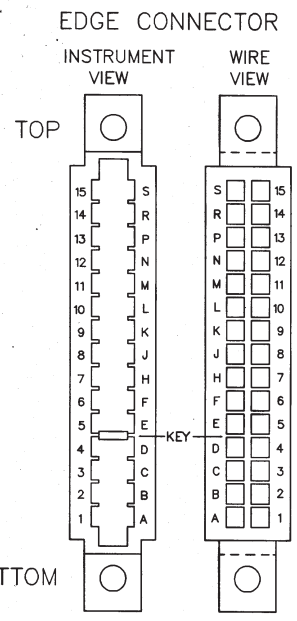 EDGE CONNECTOR
INSTRUMENT VIEW WIRE VIEW
TOP
15 S S 15
14 R R 14
13 P P 13
12 N N 12
11 M M 11
10 L L 10
9 K K 9
8 J J 8
7 H H 7
6 F F 6
5 E E 5
KEY
4 D D 4
3 C C 3
2 B B 2
1 A A 1
TTOM